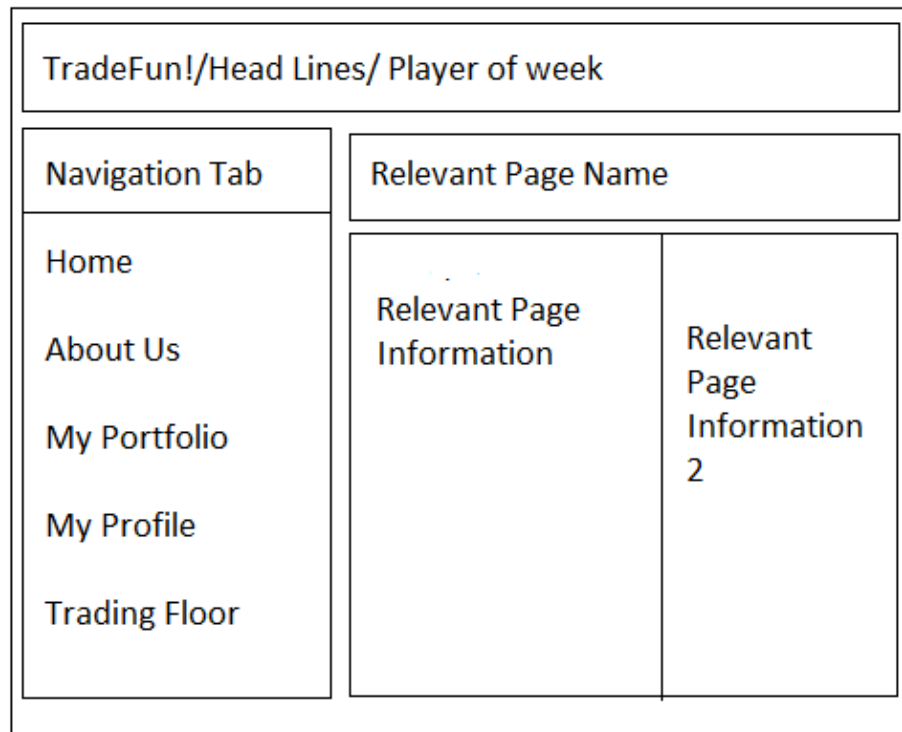 TradeFun!/Head Lines/ Player of week
Navigation Tab
Home
About Us
My Portfolio
My Profile
Trading Floor
Relevant Page Name
Relevant Page
Information
Relevant
Page
Information
2